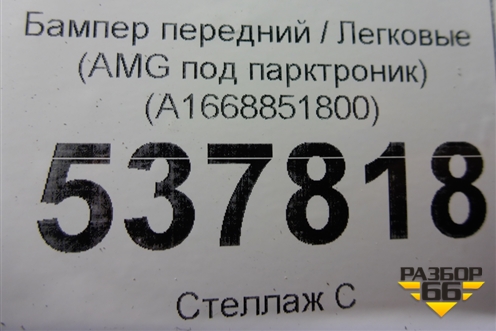 Бампер передний / Легковые
(AMG под парктроник)
(A1668851800)
537818
Стеллаж С
РАЗБОР
66